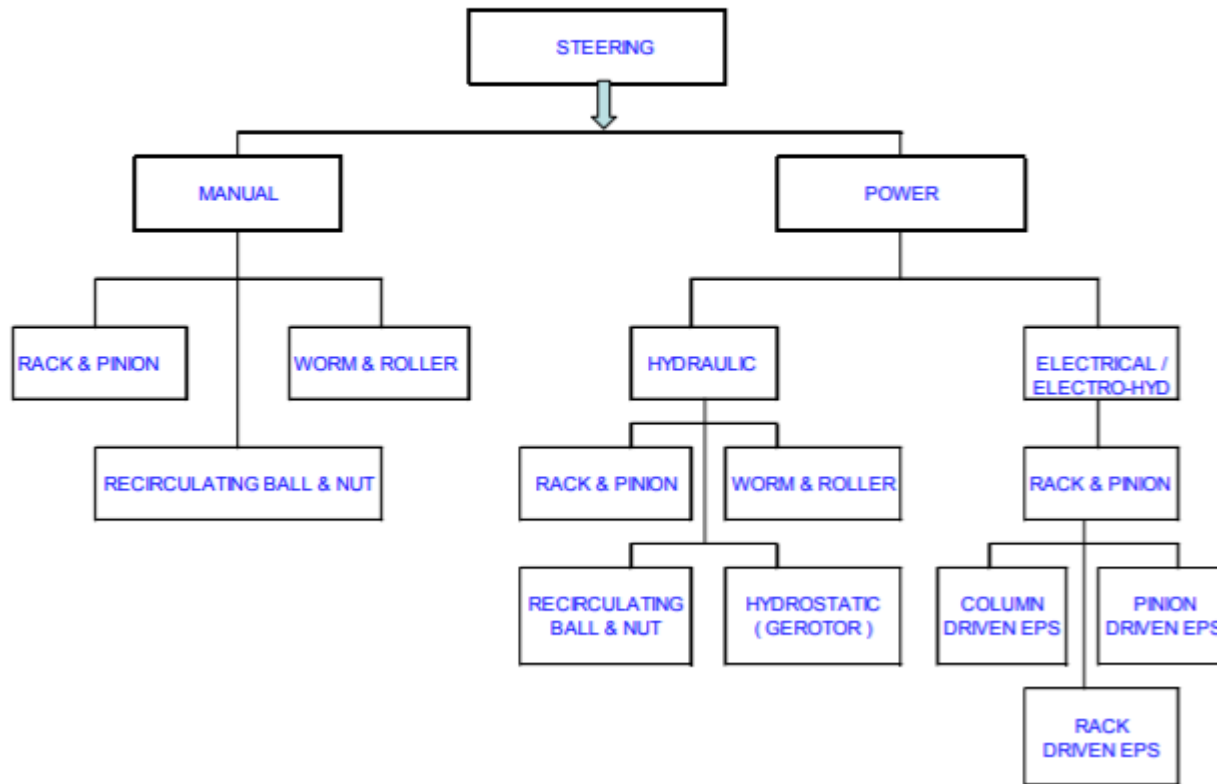 STEERING
MANUAL
POWER
RACK & PINION
WORM & ROLLER
HYDRAULIC
ELECTRICAL /
ELECTRO-HYD
RECIRCULATING BALL & NUT
RACK & PINION
WORM & ROLLER
RACK & PINION
RECIRCULATING
BALL & NUT
HYDROSTATIC
( GEROTOR )
COLUMN
DRIVEN EPS
PINION
DRIVEN EPS
RACK
DRIVEN EPS